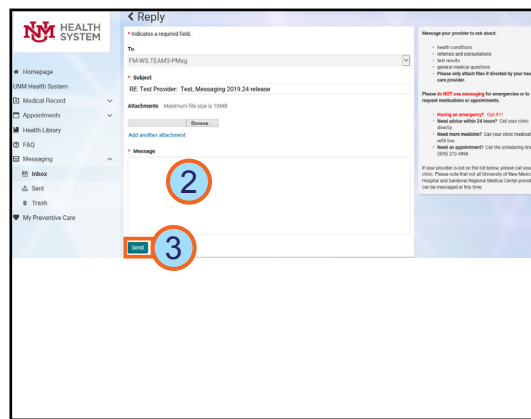 NM HEALTH
SYSTEM
Homepage
UNM Health System
Medical Record
Appointments
Health Library
FAQ
Messaging
Inbox
Sent
Trash
My Preventive Care
Reply
* Indicates a required field.
To
FM-WS.TEAM3-PMsg
* Subject
RE: Test Provider: Test, Messaging 2019.24 release
Attachments Maximum file size is 10MB
Browse...
Add another attachment
* Message
2
Send
3
Message your provider to ask about:
• health conditions
• referrals and consultations
• test results
• general medical questions
• Please only attach files if directed by your hea
care provider.
Please do NOT use messaging for emergencies or to
request medications or appointments.
• Having an emergency? Call 911
• Need advice within 24 hours? Call your clinic
directly
• Need more medicine? Call your clinic medicati
refill line
• Need an appointment? Call the scheduling line
(505) 272-4866
If your provider is not on the list below, please call your
clinic. Please note that not all University of New Mexico
Hospital and Sandoval Regional Medical Center provid
can be messaged at this time.